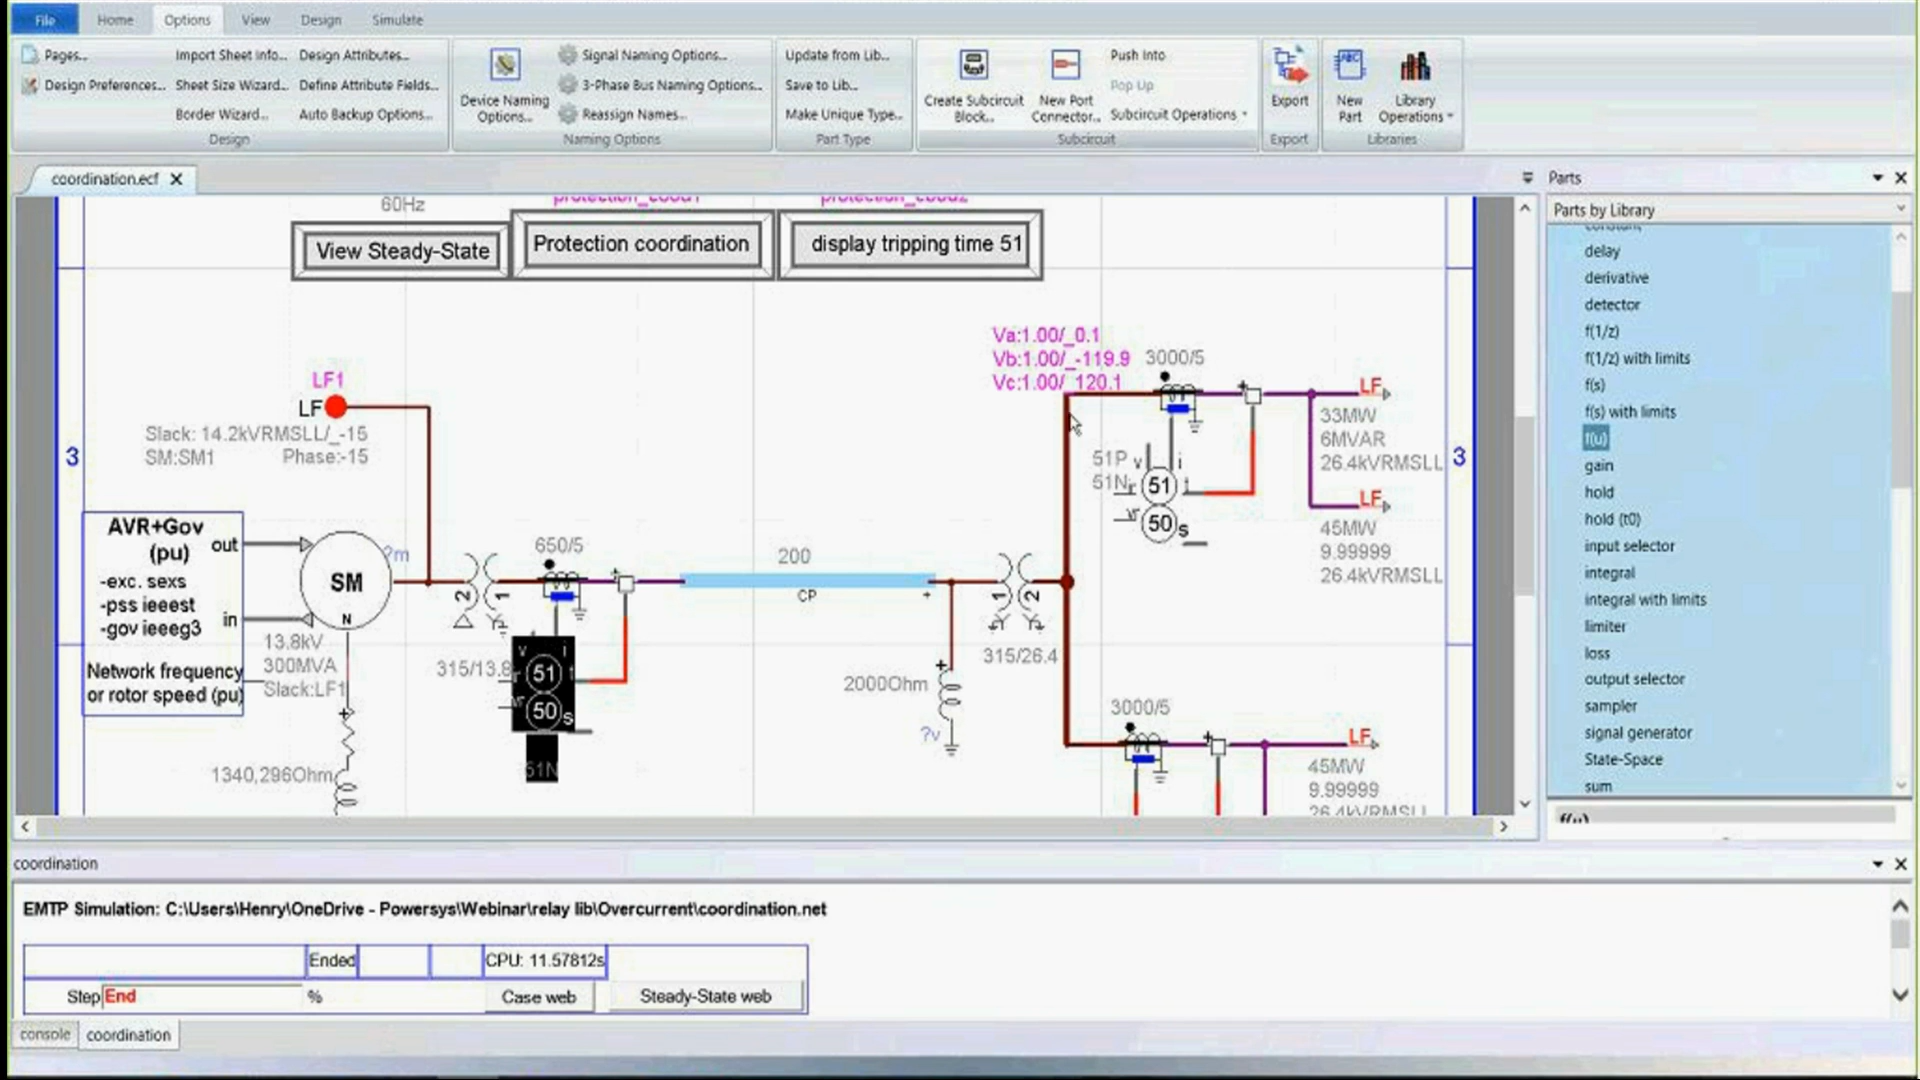 File Home Options View Design Simulate
Pages... Import Sheet Info... Design Attributes...
Design Preferences... Sheet Size Wizard... Define Attribute Fields...
Border Wizard... Auto Backup Options...
Design
Device Naming Options...
Signal Naming Options...
3-Phase Bus Naming Options...
Reassign Names...
Naming Options
Update from Lib...
Save to Lib...
Make Unique Type...
Part Type
Create Subcircuit Block...
New Port Connector...
Push Into
Pop Up
Subcircuit Operations
Subcircuit
Export
Export
New Part
Library Operations
Libraries
coordination.ecf
60Hz
View Steady-State
Protection coordination
display tripping time 51
Va:1.00/_0.1
Vb:1.00/_-119.9
Vc:1.00/_120.1
3000/5
LF
33MW
6MVAR
26.4kVRMSLL
LF
45MW
9.99999
26.4kVRMSLL
51P
51N
v i
r 51 t
50 s
LF1
LF
Slack: 14.2kVRMSLL/_-15
SM:SM1 Phase:-15
3
3
AVR+Gov
(pu)
out
-exc. sexs
-pss ieeest
-gov ieeeg3
in
Network frequency
or rotor speed (pu)
SM
N
?m
13.8kV
300MVA
Slack:LF1
1340,296Ohm
2 1
315/13.8
650/5
v i
51
50 s
51N
200
CP
+
1 2
315/26.4
2000Ohm
?v
3000/5
LF
45MW
9.99999
26.4kVRMSLL
Parts
Parts by Library
constant
delay
derivative
detector
f(1/z)
f(1/z) with limits
f(s)
f(s) with limits
f(u)
gain
hold
hold (t0)
input selector
integral
integral with limits
limiter
loss
output selector
sampler
signal generator
State-Space
sum
f(u)
coordination
EMTP Simulation: C:\Users\Henry\OneDrive - Powersys\Webinar\relay lib\Overcurrent\coordination.net
Ended CPU: 11.57812s
Step End % Case web Steady-State web
console coordination